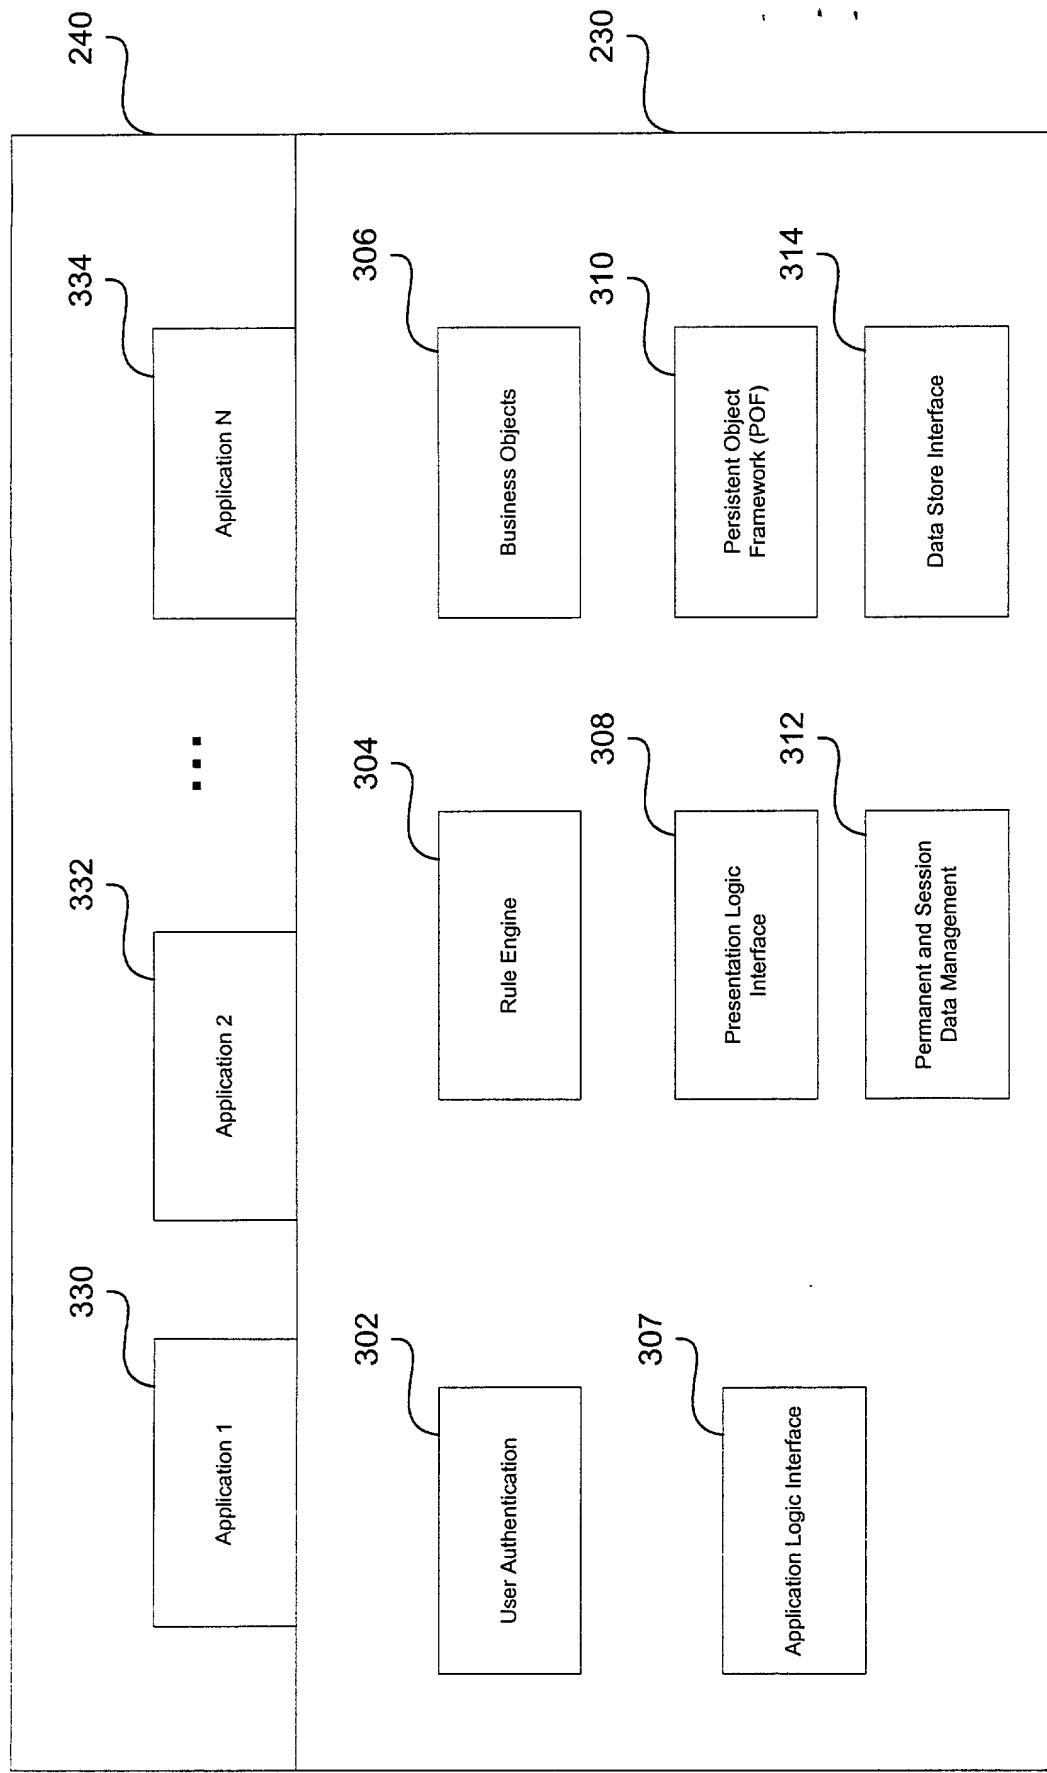 330
332
334
240
Application 1
Application 2
...
Application N
302
304
306
User Authentication
Rule Engine
Business Objects
230
307
308
310
Application Logic Interface
Presentation Logic
Interface
Persistent Object
Framework (POF)
312
314
Permanent and Session
Data Management
Data Store Interface